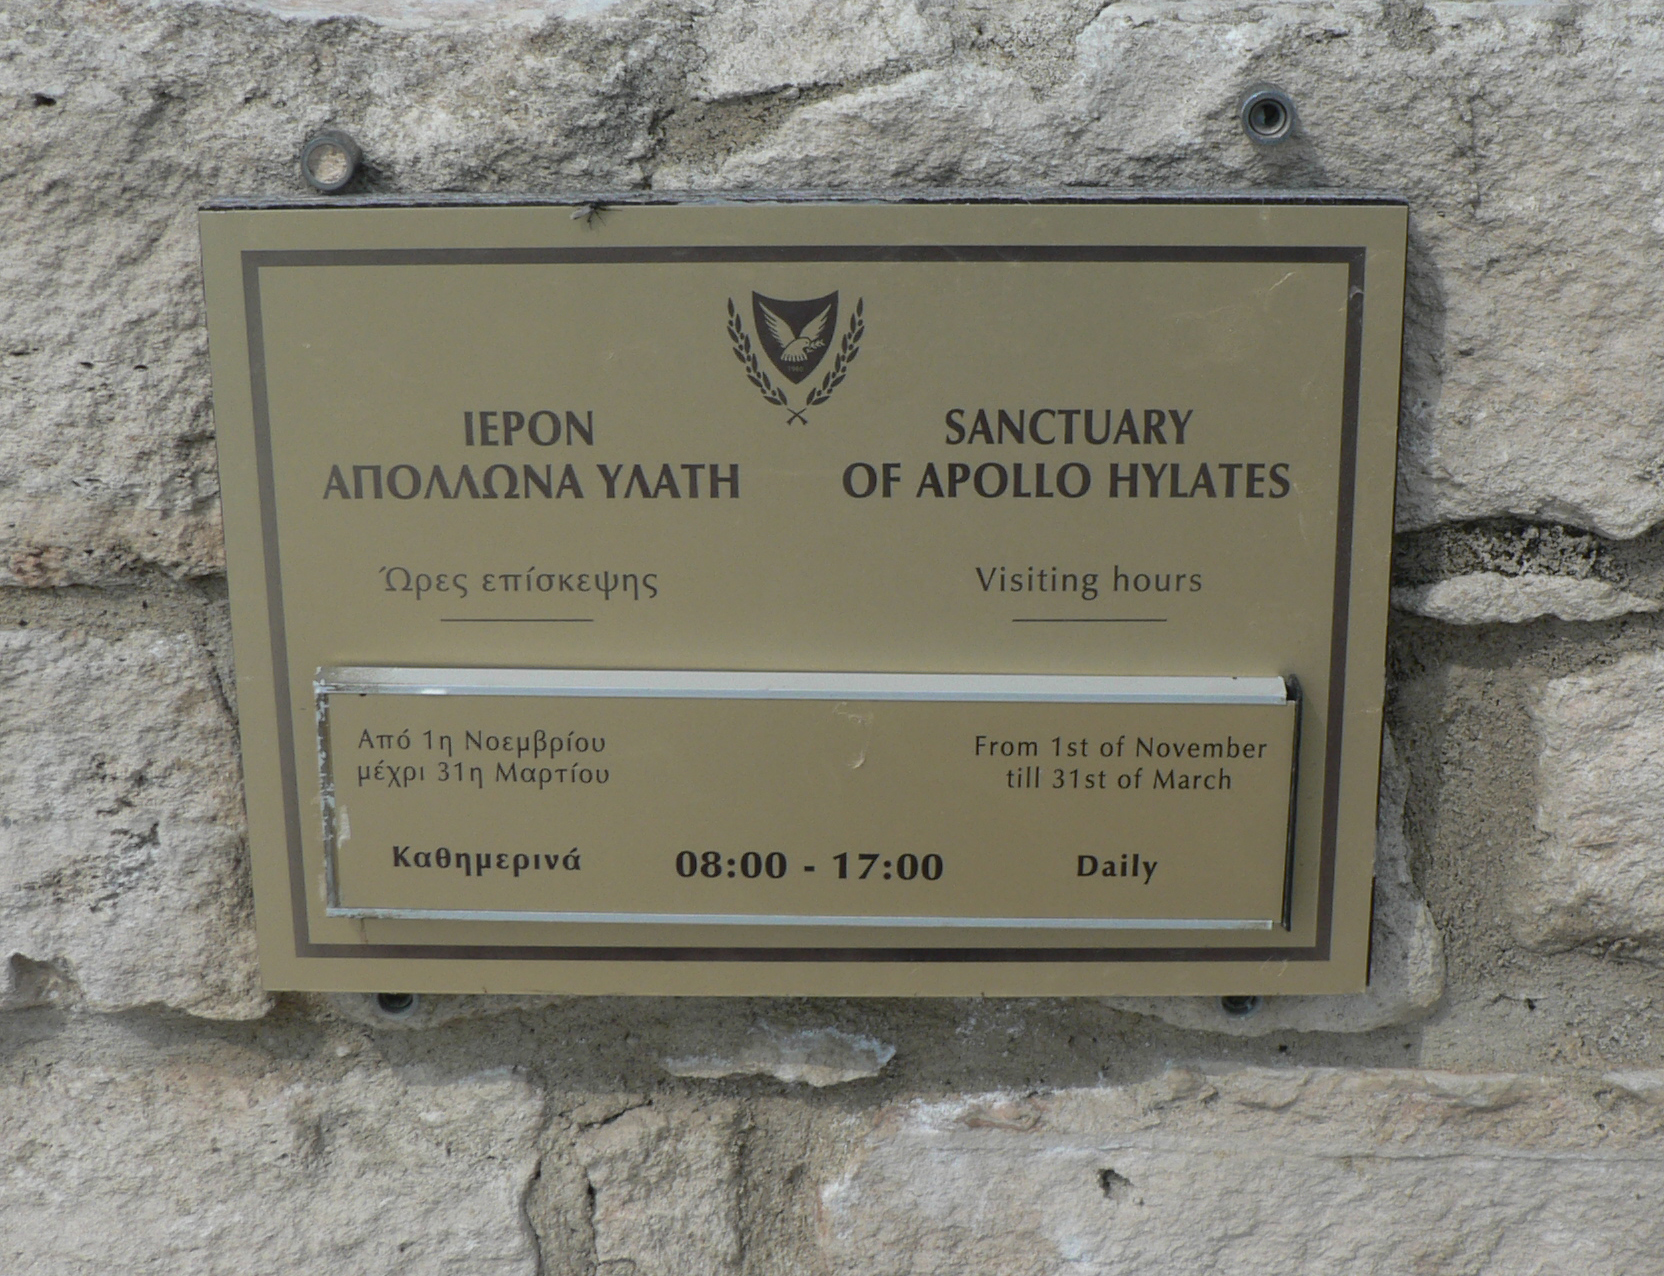 ΙΕΡΟΝ
ΑΠΟΛΛΩΝΑ ΥΛΑΤΗ
Ώρες επίσκεψης
SANCTUARY
OF APOLLO HYLATES
Visiting hours
Από 1η Νοεμβρίου
μέχρι 31η Μαρτίου
From 1st of November
till 31st of March
Καθημερινά 08:00 - 17:00 Daily